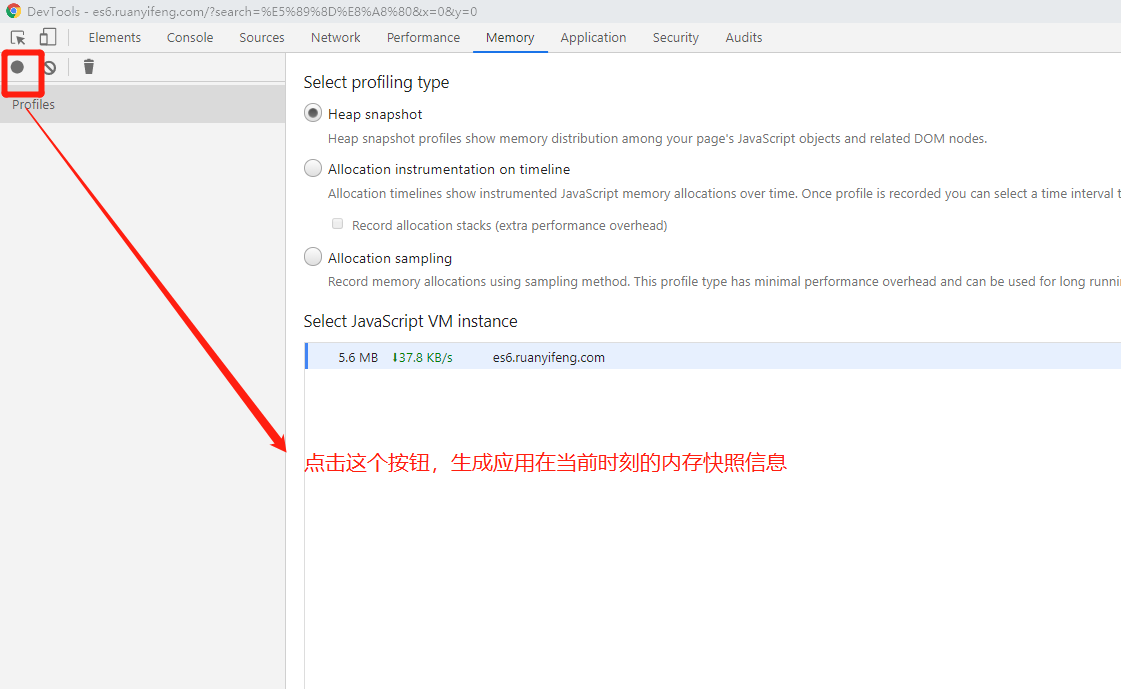 DevTools - es6.ruanyifeng.com/?search=%E5%89%8D%E8%A8%80&x=0&y=0
Elements Console Sources Network Performance Memory Application Security Audits
Profiles
Select profiling type
Heap snapshot
Heap snapshot profiles show memory distribution among your page's JavaScript objects and related DOM nodes.
Allocation instrumentation on timeline
Allocation timelines show instrumented JavaScript memory allocations over time. Once profile is recorded you can select a time interval t
Record allocation stacks (extra performance overhead)
Allocation sampling
Record memory allocations using sampling method. This profile type has minimal performance overhead and can be used for long runni
Select JavaScript VM instance
5.6 MB ⬇37.8 KB/s es6.ruanyifeng.com
点击这个按钮，生成应用在当前时刻的内存快照信息